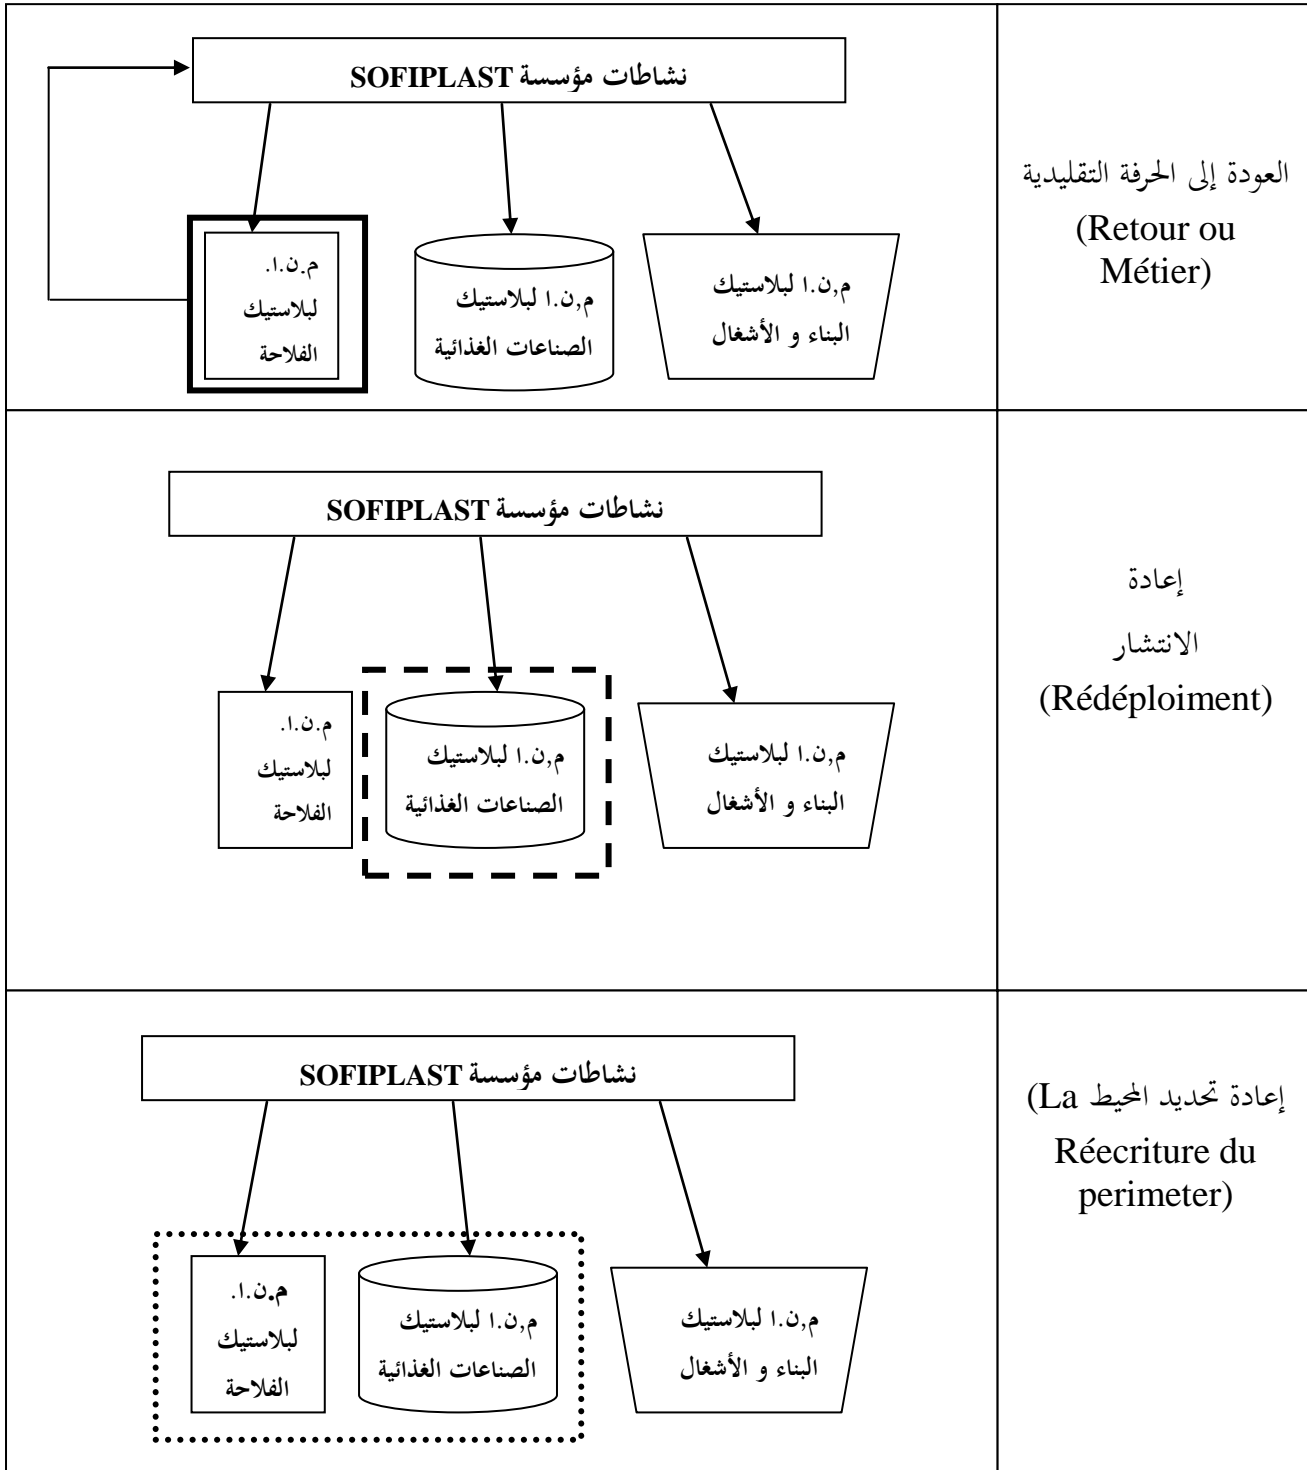 نشاطات مؤسسة SOFIPLAST
العودة إلى الحرفة التقليدية
(Retour ou
Métier)
م,ن.ا لبلاستيك
البناء و الأشغال
م,ن.ا لبلاستيك
الصناعات الغذائية
م.ن.ا.
لبلاستيك
الفلاحة
نشاطات مؤسسة SOFIPLAST
إعادة
الانتشار
(Rédéploiment)
م,ن.ا لبلاستيك
البناء و الأشغال
م,ن.ا لبلاستيك
الصناعات الغذائية
م.ن.ا.
لبلاستيك
الفلاحة
نشاطات مؤسسة SOFIPLAST
إعادة تحديد المحيط (La
Réecriture du
perimeter)
م,ن.ا لبلاستيك
البناء و الأشغال
م,ن.ا لبلاستيك
الصناعات الغذائية
م.ن.ا.
لبلاستيك
الفلاحة